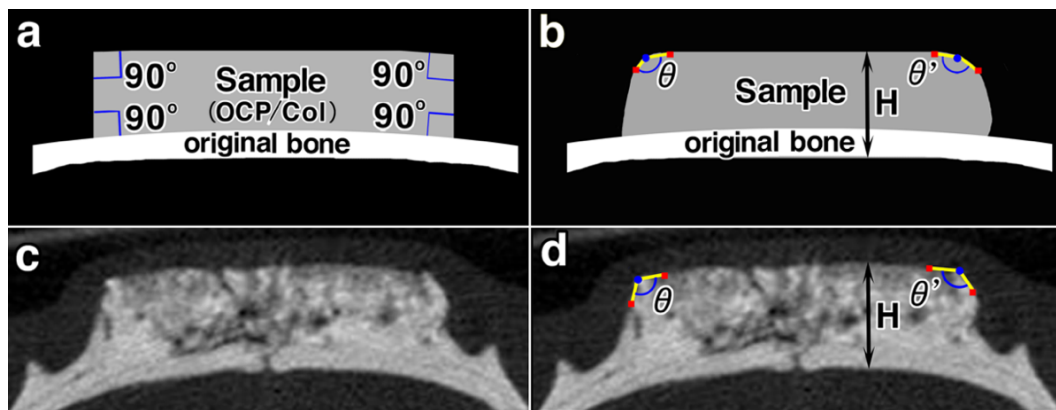 a
90° 90°
Sample
(OCP/Col)
90° 90°
original bone
b
θ θ'
Sample H
original bone
c
d
θ θ'
H